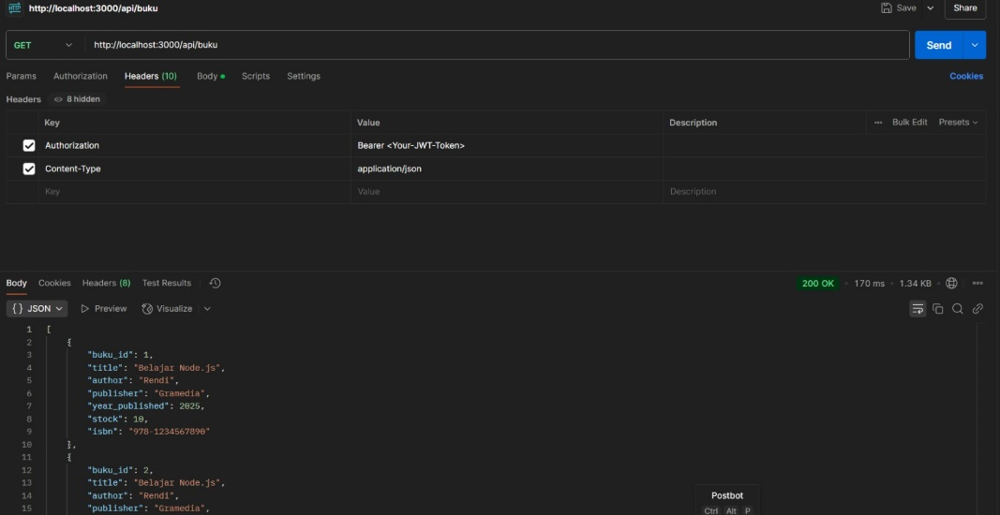 HTTP http://localhost:3000/api/buku Save Share
GET http://localhost:3000/api/buku Send
Params Authorization Headers (10) Body Scripts Settings Cookies
Headers 8 hidden
Key Value Description ... Bulk Edit Presets
Authorization Bearer <Your-JWT-Token>
Content-Type application/json
Key Value Description
Body Cookies Headers (8) Test Results 200 OK 170 ms 1.34 KB ...
{} JSON Preview Visualize
1 [
2 {
3 "buku_id": 1,
4 "title": "Belajar Node.js",
5 "author": "Rendi",
6 "publisher": "Gramedia",
7 "year_published": 2025,
8 "stock": 10,
9 "isbn": "978-1234567890"
10 },
11 {
12 "buku_id": 2,
13 "title": "Belajar Node.js",
14 "author": "Rendi",
15 "publisher": "Gramedia",
Postbot
Ctrl Alt P